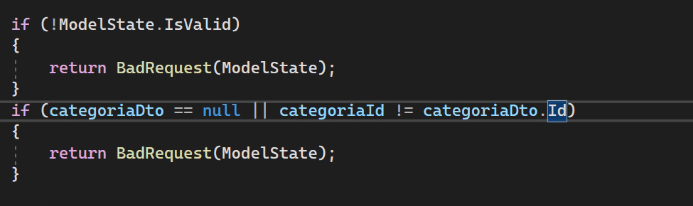 if (!ModelState.IsValid)
{
    return BadRequest(ModelState);
}
if (categoriaDto == null || categoriaId != categoriaDto.Id)
{
    return BadRequest(ModelState);
}